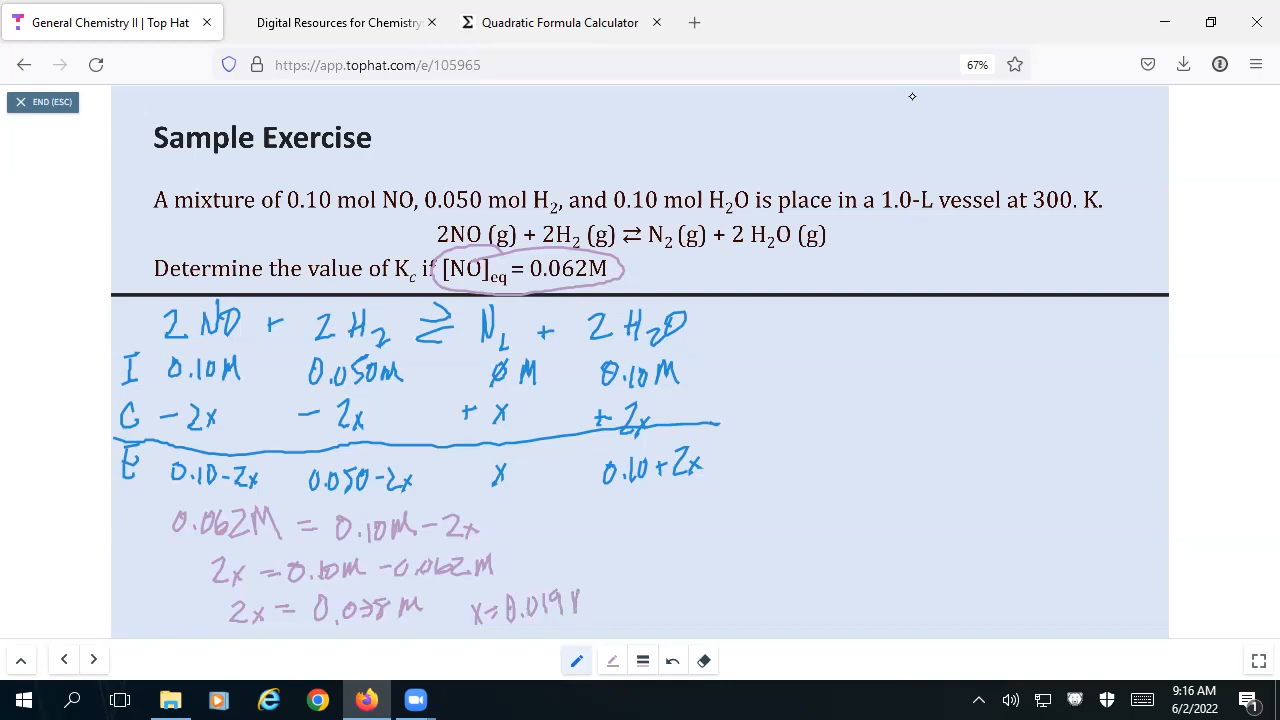 General Chemistry II | Top Hat
Digital Resources for Chemistry
Σ Quadratic Formula Calculator
https://app.tophat.com/e/105965
67%
END (ESC)
Sample Exercise
A mixture of 0.10 mol NO, 0.050 mol H₂, and 0.10 mol H₂O is place in a 1.0-L vessel at 300. K.
2NO (g) + 2H₂ (g) ⇄ N₂ (g) + 2 H₂O (g)
Determine the value of K𝑐 if [NO]eq = 0.062M
2 NO + 2 H₂ ⇌ N₂ + 2 H₂O
I 0.10M 0.050M ∅ M 0.10M
C -2x -2x +x +2x
E 0.10-2x 0.050-2x x 0.10+2x
0.062M = 0.10M-2x
2x = 0.10M -0.062M
2x = 0.038M x=0.019
9:16 AM
6/2/2022
1